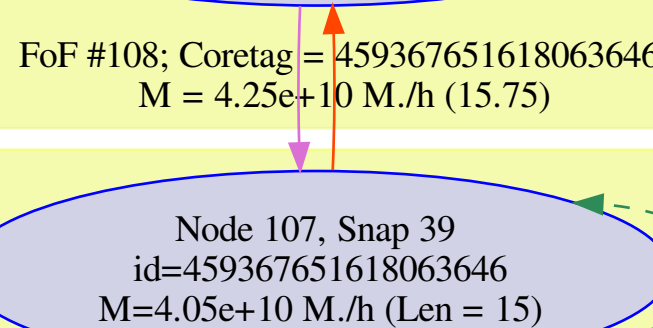 FoF #108; Coretag = 459367651618063646
M = 4.25e+10 M./h (15.75)
Node 107, Snap 39
id=459367651618063646
M=4.05e+10 M./h (Len = 15)